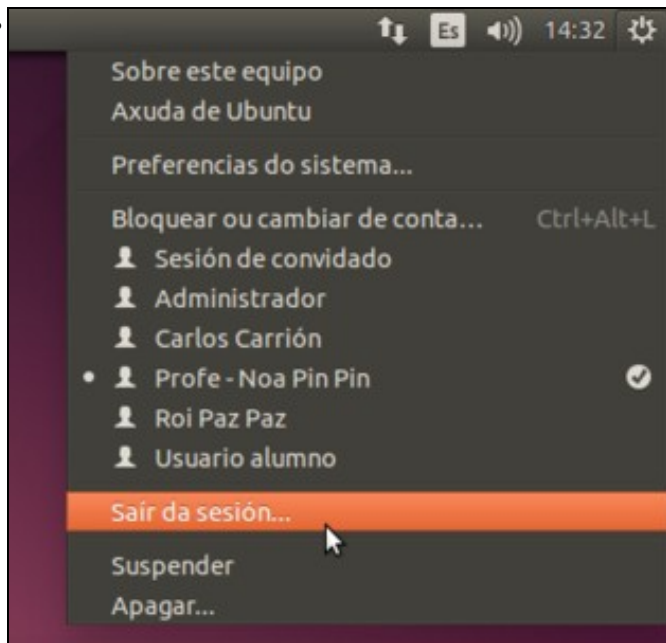 Es 14:32
Sobre este equipo
Axuda de Ubuntu
Preferencias do sistema...
Bloquear ou cambiar de conta... Ctrl+Alt+L
Sesión de convidado
Administrador
Carlos Carrión
Profe - Noa Pin Pin
Roi Paz Paz
Usuario alumno
Saír da sesión...
Suspender
Apagar...